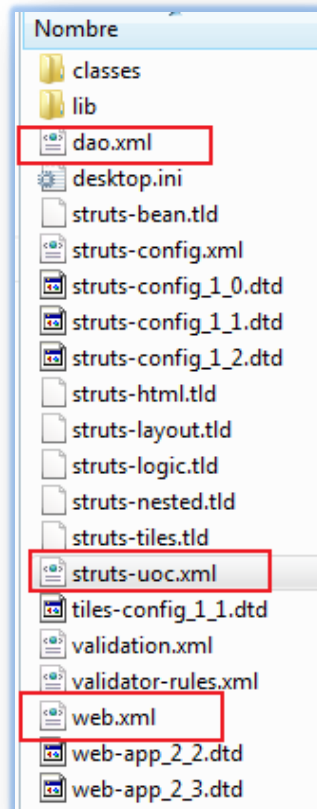 Nombre
classes
lib
dao.xml
desktop.ini
struts-bean.tld
struts-config.xml
struts-config_1_0.dtd
struts-config_1_1.dtd
struts-config_1_2.dtd
struts-html.tld
struts-layout.tld
struts-logic.tld
struts-nested.tld
struts-tiles.tld
struts-uoc.xml
tiles-config_1_1.dtd
validation.xml
validator-rules.xml
web.xml
web-app_2_2.dtd
web-app_2_3.dtd